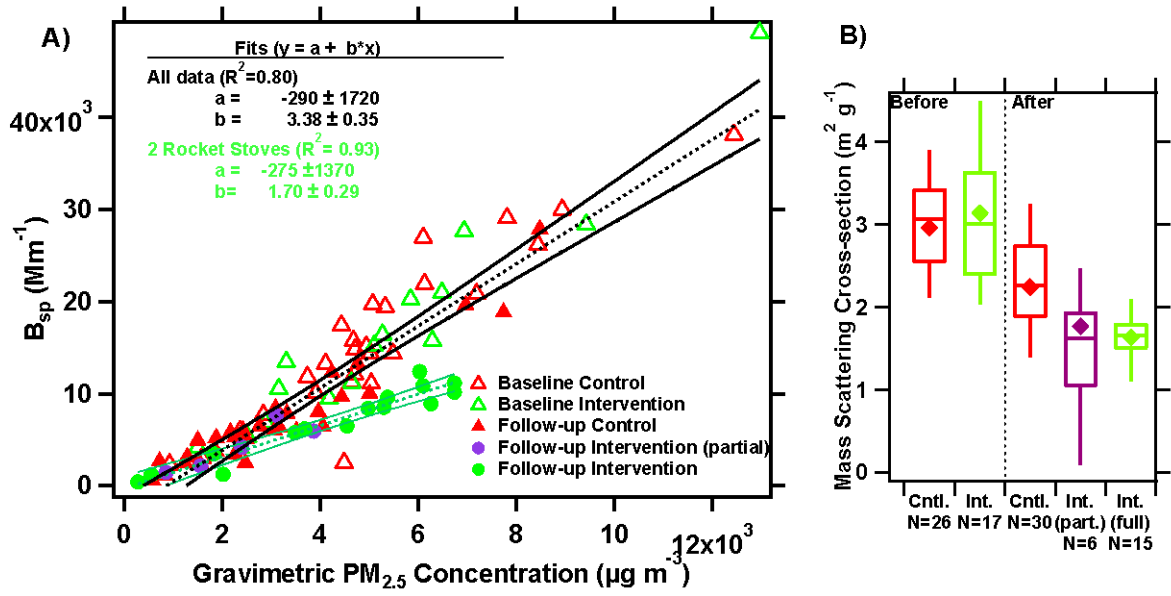 A)
Fits (y = a + b*x)
All data (R²=0.80)
a = -290 ± 1720
b = 3.38 ± 0.35
2 Rocket Stoves (R² = 0.93)
a = -275 ±1370
b= 1.70 ± 0.29
40x10³
30
20
10
0
Bsp (Mm⁻¹)
Baseline Control
Baseline Intervention
Follow-up Control
Follow-up Intervention (partial)
Follow-up Intervention
0 2 4 6 8 10 12x10³
Gravimetric PM2.5 Concentration (µg m⁻³)
B)
Before After
4
3
2
1
0
Mass Scattering Cross-section (m² g⁻¹)
Cntl. Int. Cntl. Int. Int.
N=26 N=17 N=30 (part.) (full)
N=6 N=15